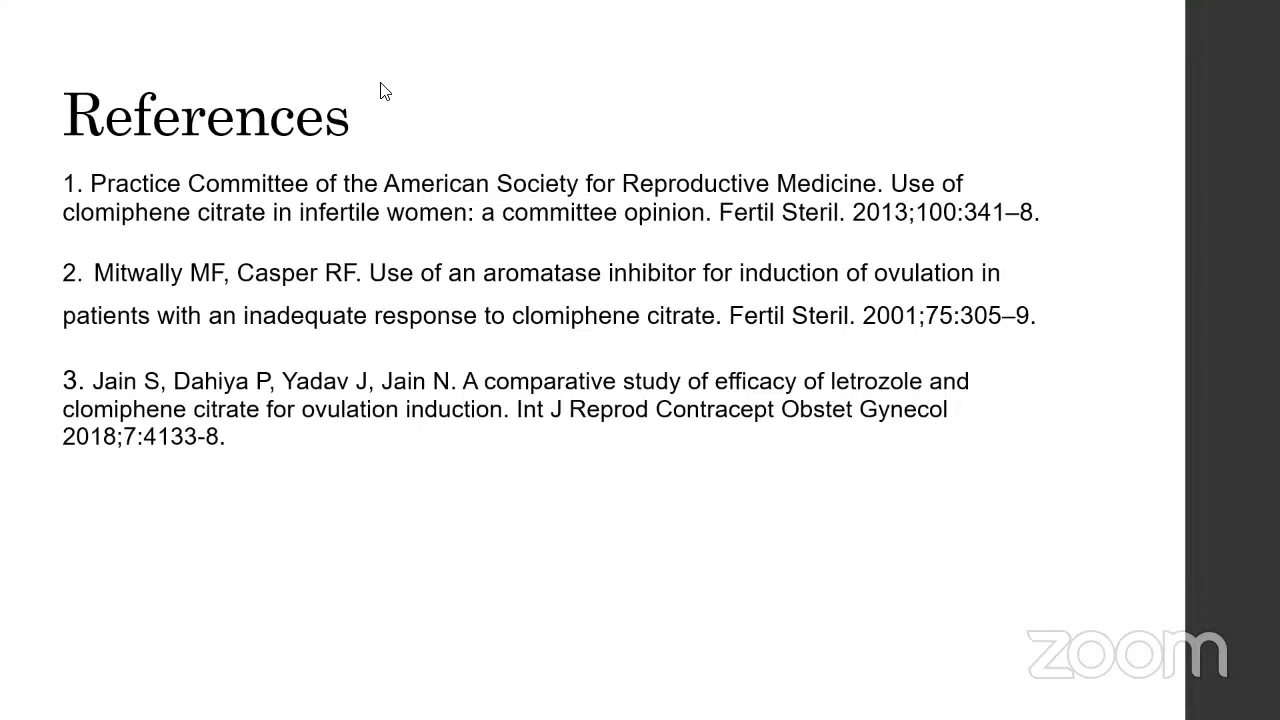 References
1. Practice Committee of the American Society for Reproductive Medicine. Use of
clomiphene citrate in infertile women: a committee opinion. Fertil Steril. 2013;100:341–8.
2. Mitwally MF, Casper RF. Use of an aromatase inhibitor for induction of ovulation in
patients with an inadequate response to clomiphene citrate. Fertil Steril. 2001;75:305–9.
3. Jain S, Dahiya P, Yadav J, Jain N. A comparative study of efficacy of letrozole and
clomiphene citrate for ovulation induction. Int J Reprod Contracept Obstet Gynecol
2018;7:4133-8.
zoom